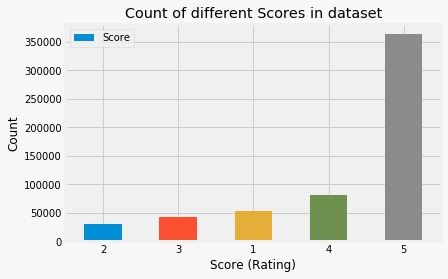 Count of different Scores in dataset
Score
350000
300000
250000
200000
150000
100000
50000
0
Count
2 3 1 4 5
Score (Rating)